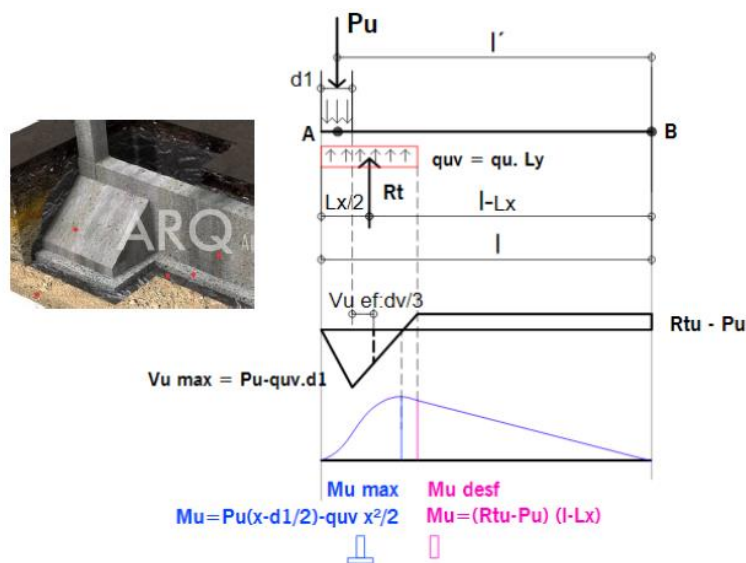 Pu
l´
d1
A
B
quv = qu. Ly
Lx/2
Rt
l-Lx
l
ARQ
Vu ef:dv/3
Rtu - Pu
Vu max = Pu-quv.d1
Mu max
Mu desf
Mu=Pu(x-d1/2)-quv x²/2
Mu=(Rtu-Pu) (l-Lx)